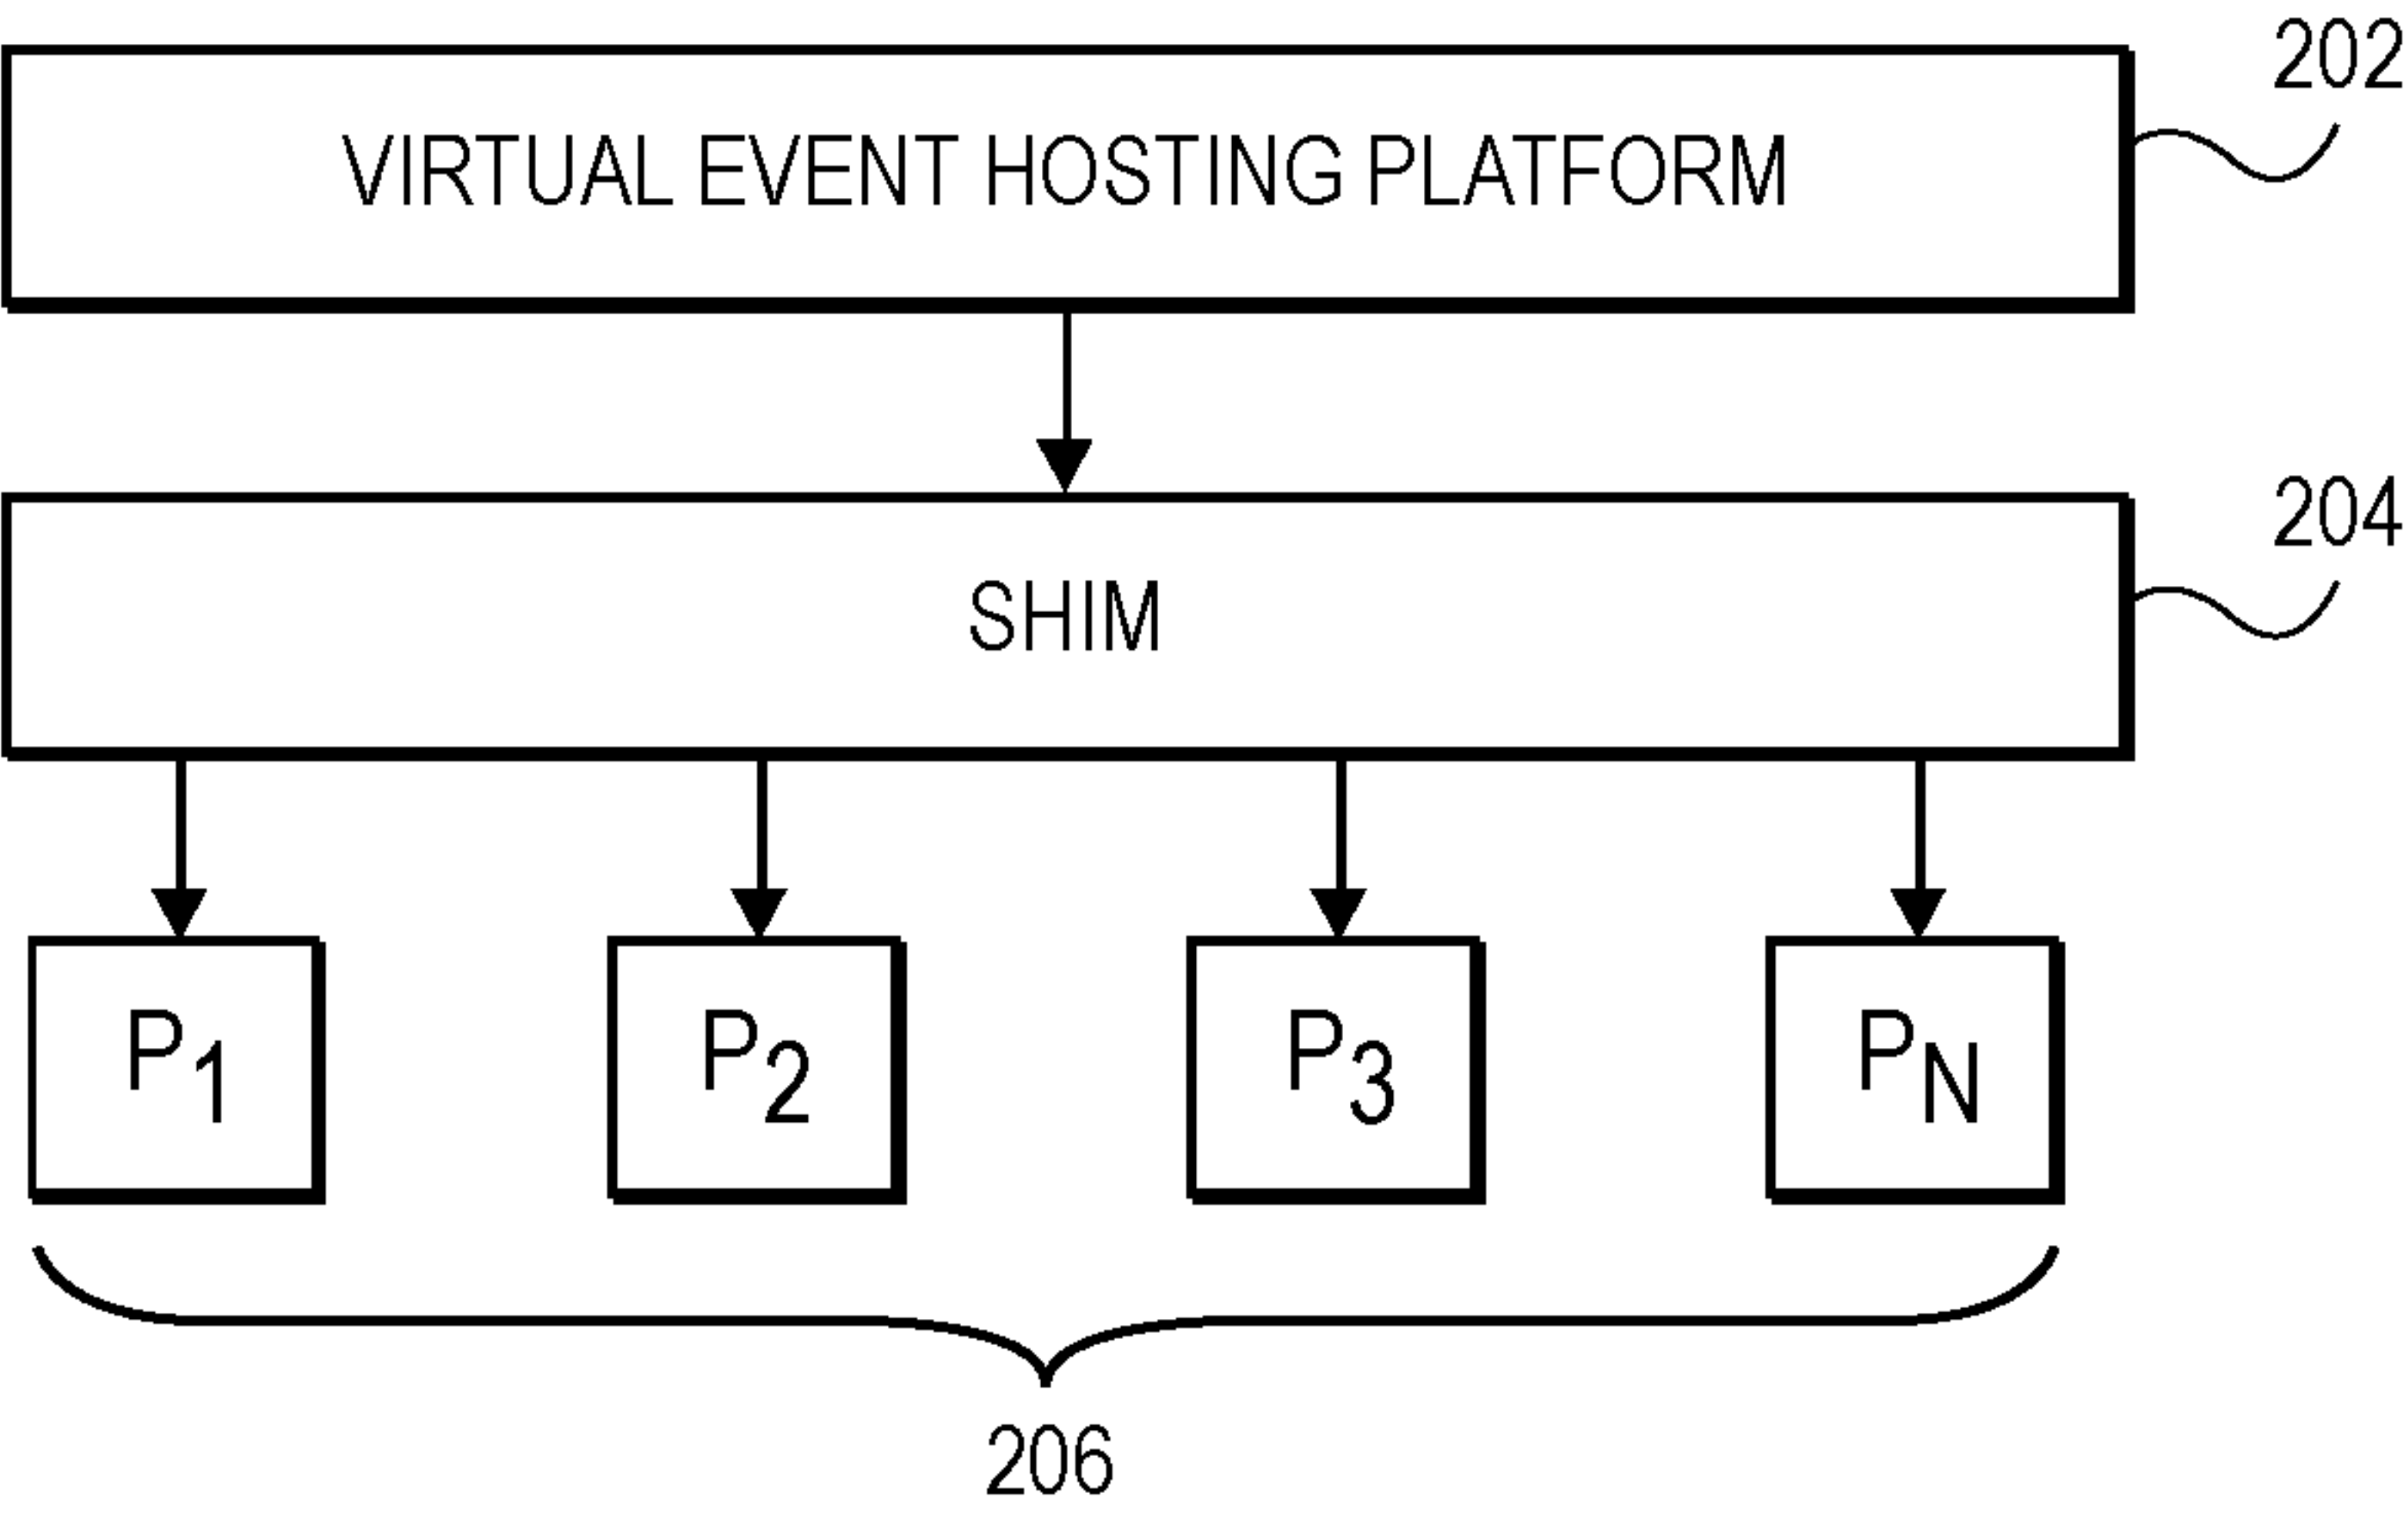 202
VIRTUAL EVENT HOSTING PLATFORM
204
SHIM
P1 P2 P3 PN
206